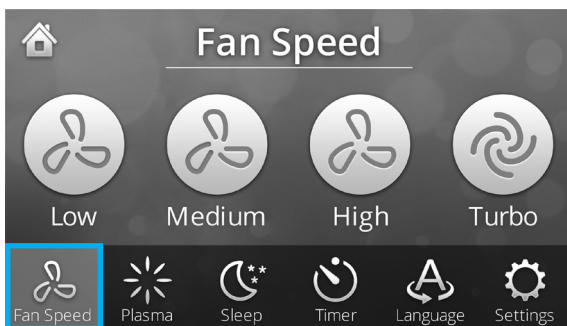 Fan Speed
Low Medium High Turbo
Fan Speed Plasma Sleep Timer Language Settings